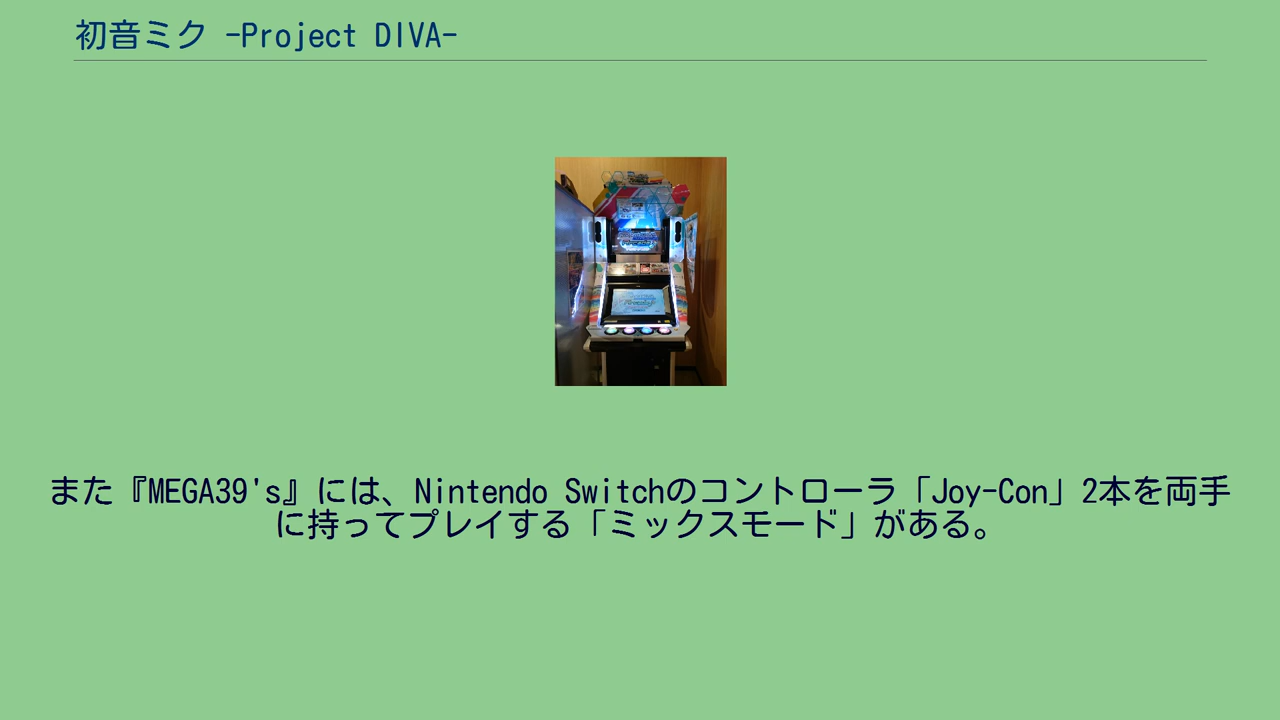 初音ミク -Project DIVA-
また『MEGA39's』には、Nintendo Switchのコントローラ「Joy-Con」2本を両手
に持ってプレイする「ミックスモード」がある。